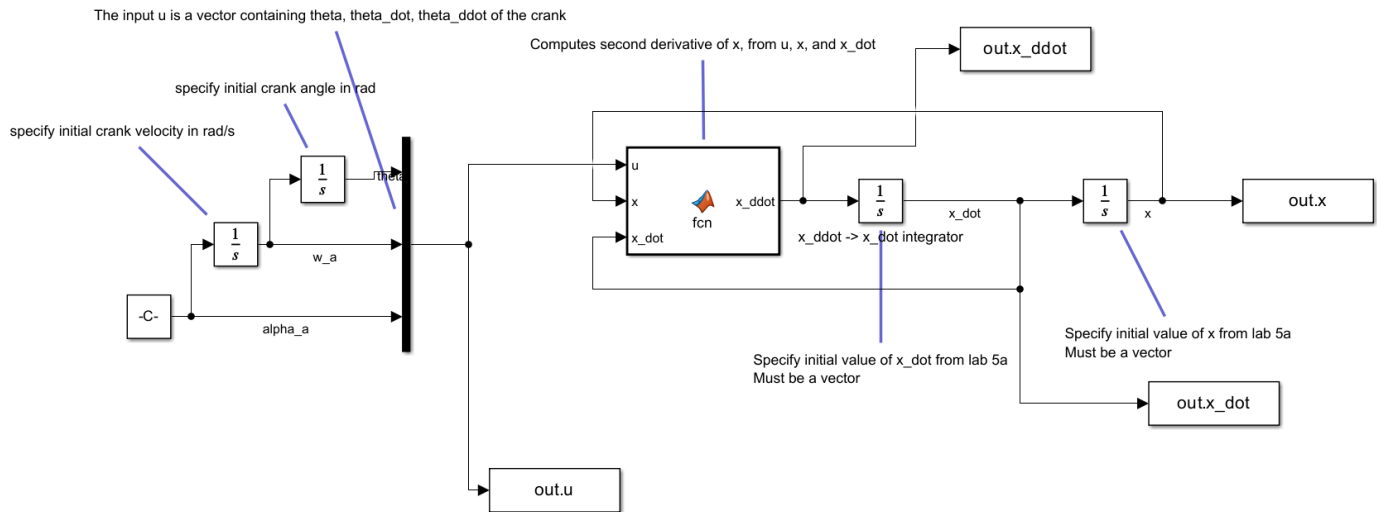 The input u is a vector containing theta, theta_dot, theta_ddot of the crank
Computes second derivative of x, from u, x, and x_dot
out.x_ddot
specify initial crank angle in rad
specify initial crank velocity in rad/s
1
s
theta
1
s
w_a
-C-
alpha_a
u
x
x_dot
fcn
x_ddot
1
s
x_ddot -> x_dot integrator
x_dot
1
s
x
out.x
Specify initial value of x_dot from lab 5a
Must be a vector
Specify initial value of x from lab 5a
Must be a vector
out.x_dot
out.u